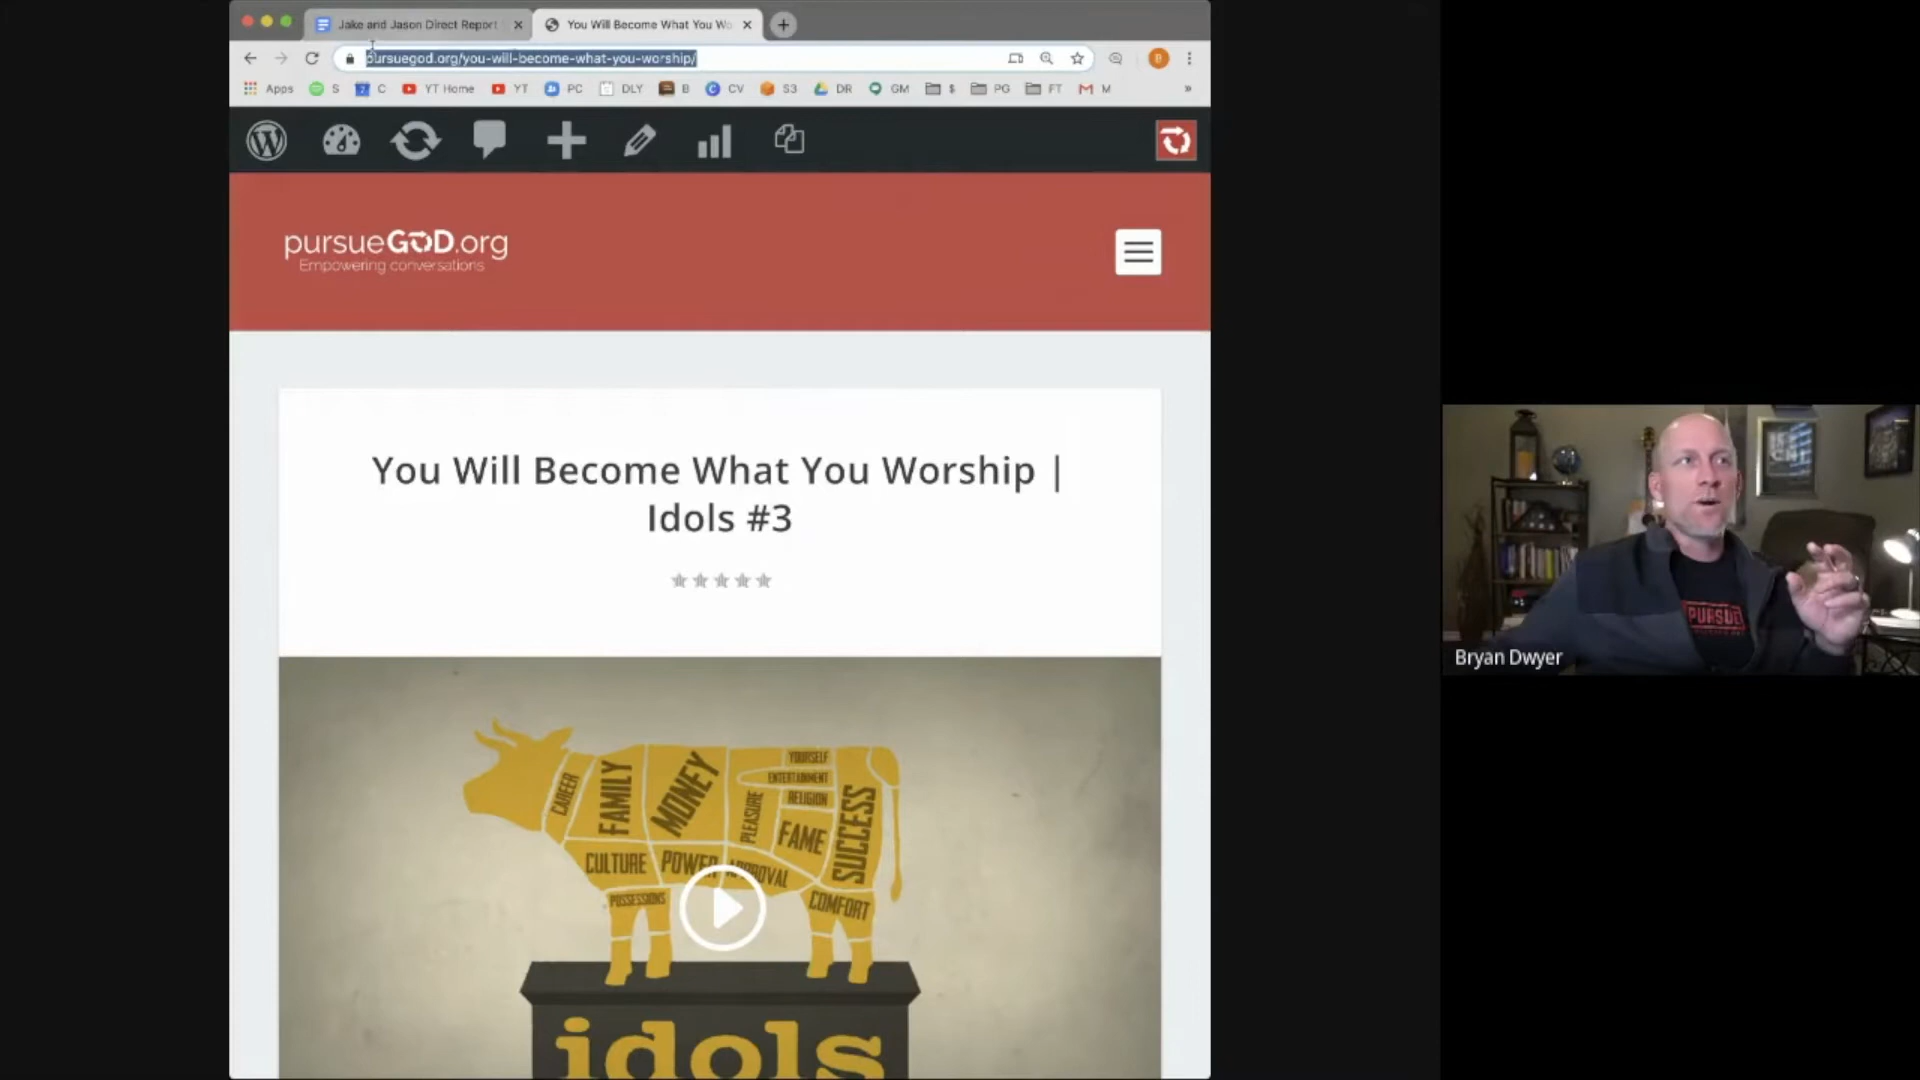 Jake and Jason Direct Report
You Will Become What You Wo
pursuegod.org/you-will-become-what-you-worship/
Apps S C YT Home YT PC DLY B CV S3 DR GM $ PG FT M M »
pursueGOD.org
Empowering conversations
You Will Become What You Worship |
Idols #3
CAREER
FAMILY
MONEY
PLEASURE
YOURSELF
ENTERTAINMENT
RELIGION
FAME
SUCCESS
CULTURE
POWER
APPROVAL
POSSESSIONS
COMFORT
idols
PURSUE
Bryan Dwyer